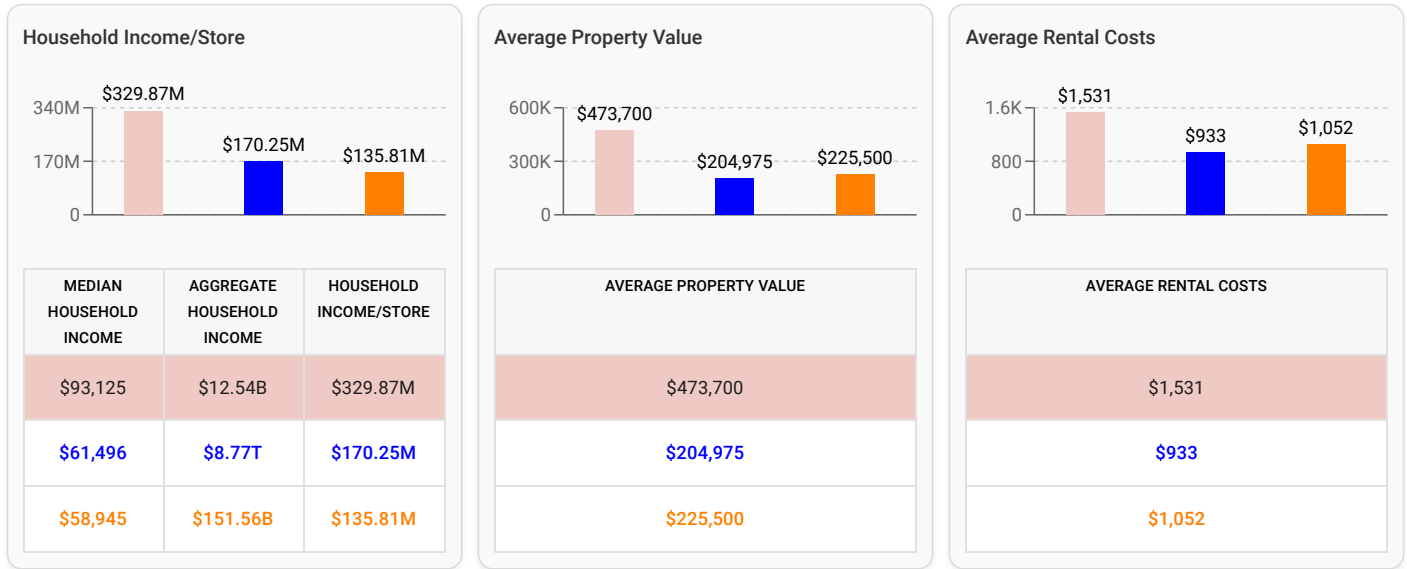 Household Income/Store
$329.87M
340M
$170.25M
$135.81M
170M
0
MEDIAN HOUSEHOLD INCOME
AGGREGATE HOUSEHOLD INCOME
HOUSEHOLD INCOME/STORE
$93,125 $12.54B $329.87M
$61,496 $8.77T $170.25M
$58,945 $151.56B $135.81M
Average Property Value
600K
$473,700
300K
$204,975
$225,500
0
AVERAGE PROPERTY VALUE
$473,700
$204,975
$225,500
Average Rental Costs
$1,531
1.6K
$933
$1,052
800
0
AVERAGE RENTAL COSTS
$1,531
$933
$1,052